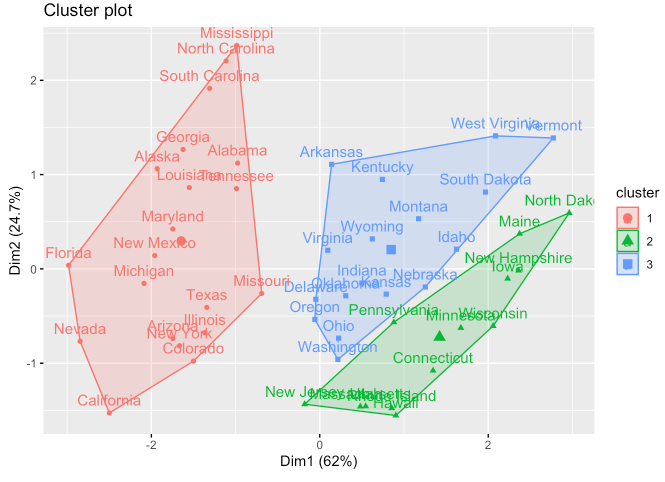 Cluster plot
Mississippi
North Carolina
South Carolina
Georgia
Alaska
Alabama
Louisiana
Tennessee
Maryland
New Mexico
Florida
Michigan
Missouri
Texas
Illinois
Arizona
New York
Colorado
Nevada
California
West Virginia
Vermont
Arkansas
Kentucky
South Dakota
Montana
Wyoming
Virginia
Idaho
Indiana
Oklahoma
Kansas
Nebraska
Delaware
Oregon
Ohio
Washington
North Dako
Maine
New Hampshire
Iowa
Pennsylvania
Minnesota
Wisconsin
Connecticut
New Jersey
Massachusetts
Rhode Island
Hawaii
2
1
0
-1
-2
0
2
Dim1 (62%)
Dim2 (24.7%)
cluster
1
2
3